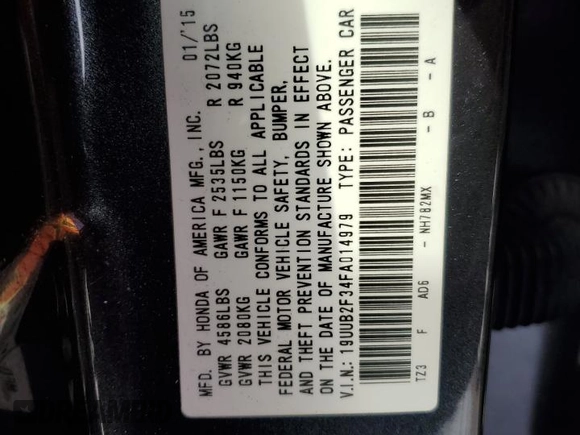 MFD. BY HONDA OF AMERICA MFG., INC. 01/'15
GVWR 4586LBS GAWR F 2535LBS R 2072LBS
GVWR 2080KG GAWR F 1150KG R 940KG
THIS VEHICLE CONFORMS TO ALL APPLICABLE
FEDERAL MOTOR VEHICLE SAFETY, BUMPER,
AND THEFT PREVENTION STANDARDS IN EFFECT
ON THE DATE OF MANUFACTURE SHOWN ABOVE.
V.I.N.: 19UUB2F34FA014979 TYPE: PASSENGER CAR
TZ3 F AD6 - NH782MX - B - A